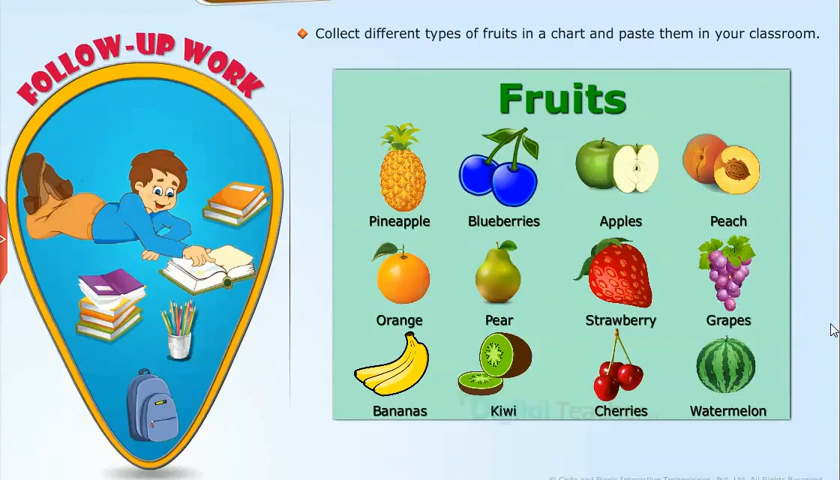 FOLLOW-UP WORK
Collect different types of fruits in a chart and paste them in your classroom.
Fruits
Pineapple Blueberries Apples Peach
Orange Pear Strawberry Grapes
Bananas Kiwi Cherries Watermelon